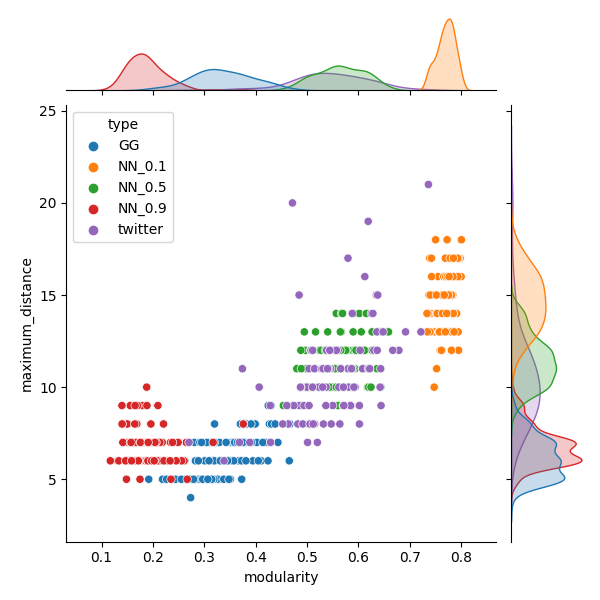 type
GG
NN_0.1
NN_0.5
NN_0.9
twitter
25
20
15
10
5
maximum_distance
0.1 0.2 0.3 0.4 0.5 0.6 0.7 0.8
modularity